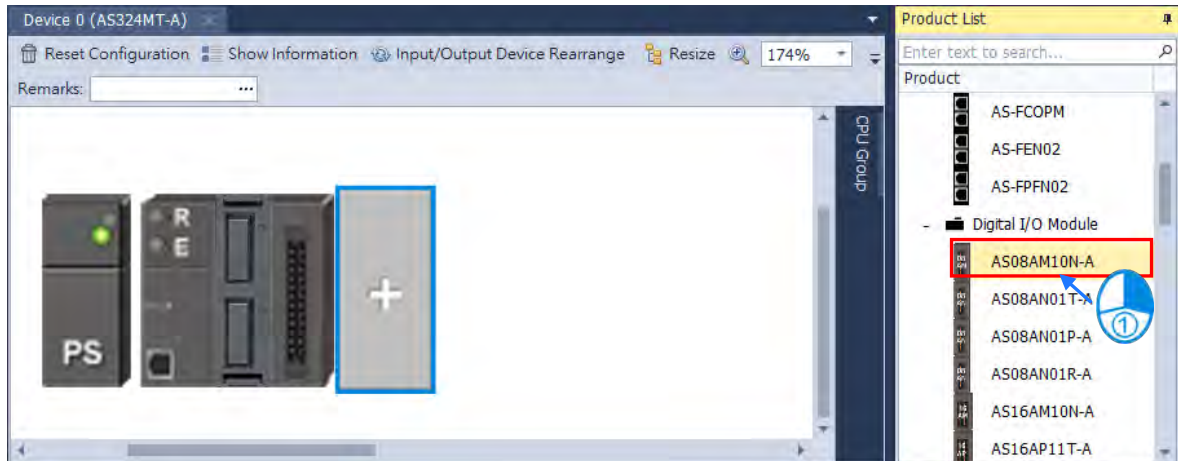 Device 0 (AS324MT-A)
Product List
Reset Configuration Show Information Input/Output Device Rearrange Resize 174%
Enter text to search...
Remarks: ...
Product
CPU Group
R
E
PS
+
AS-FCOPM
AS-FEN02
AS-FPFN02
- Digital I/O Module
AS08AM10N-A
AS08AN01T-A
①
AS08AN01P-A
AS08AN01R-A
AS16AM10N-A
AS16AP11T-A